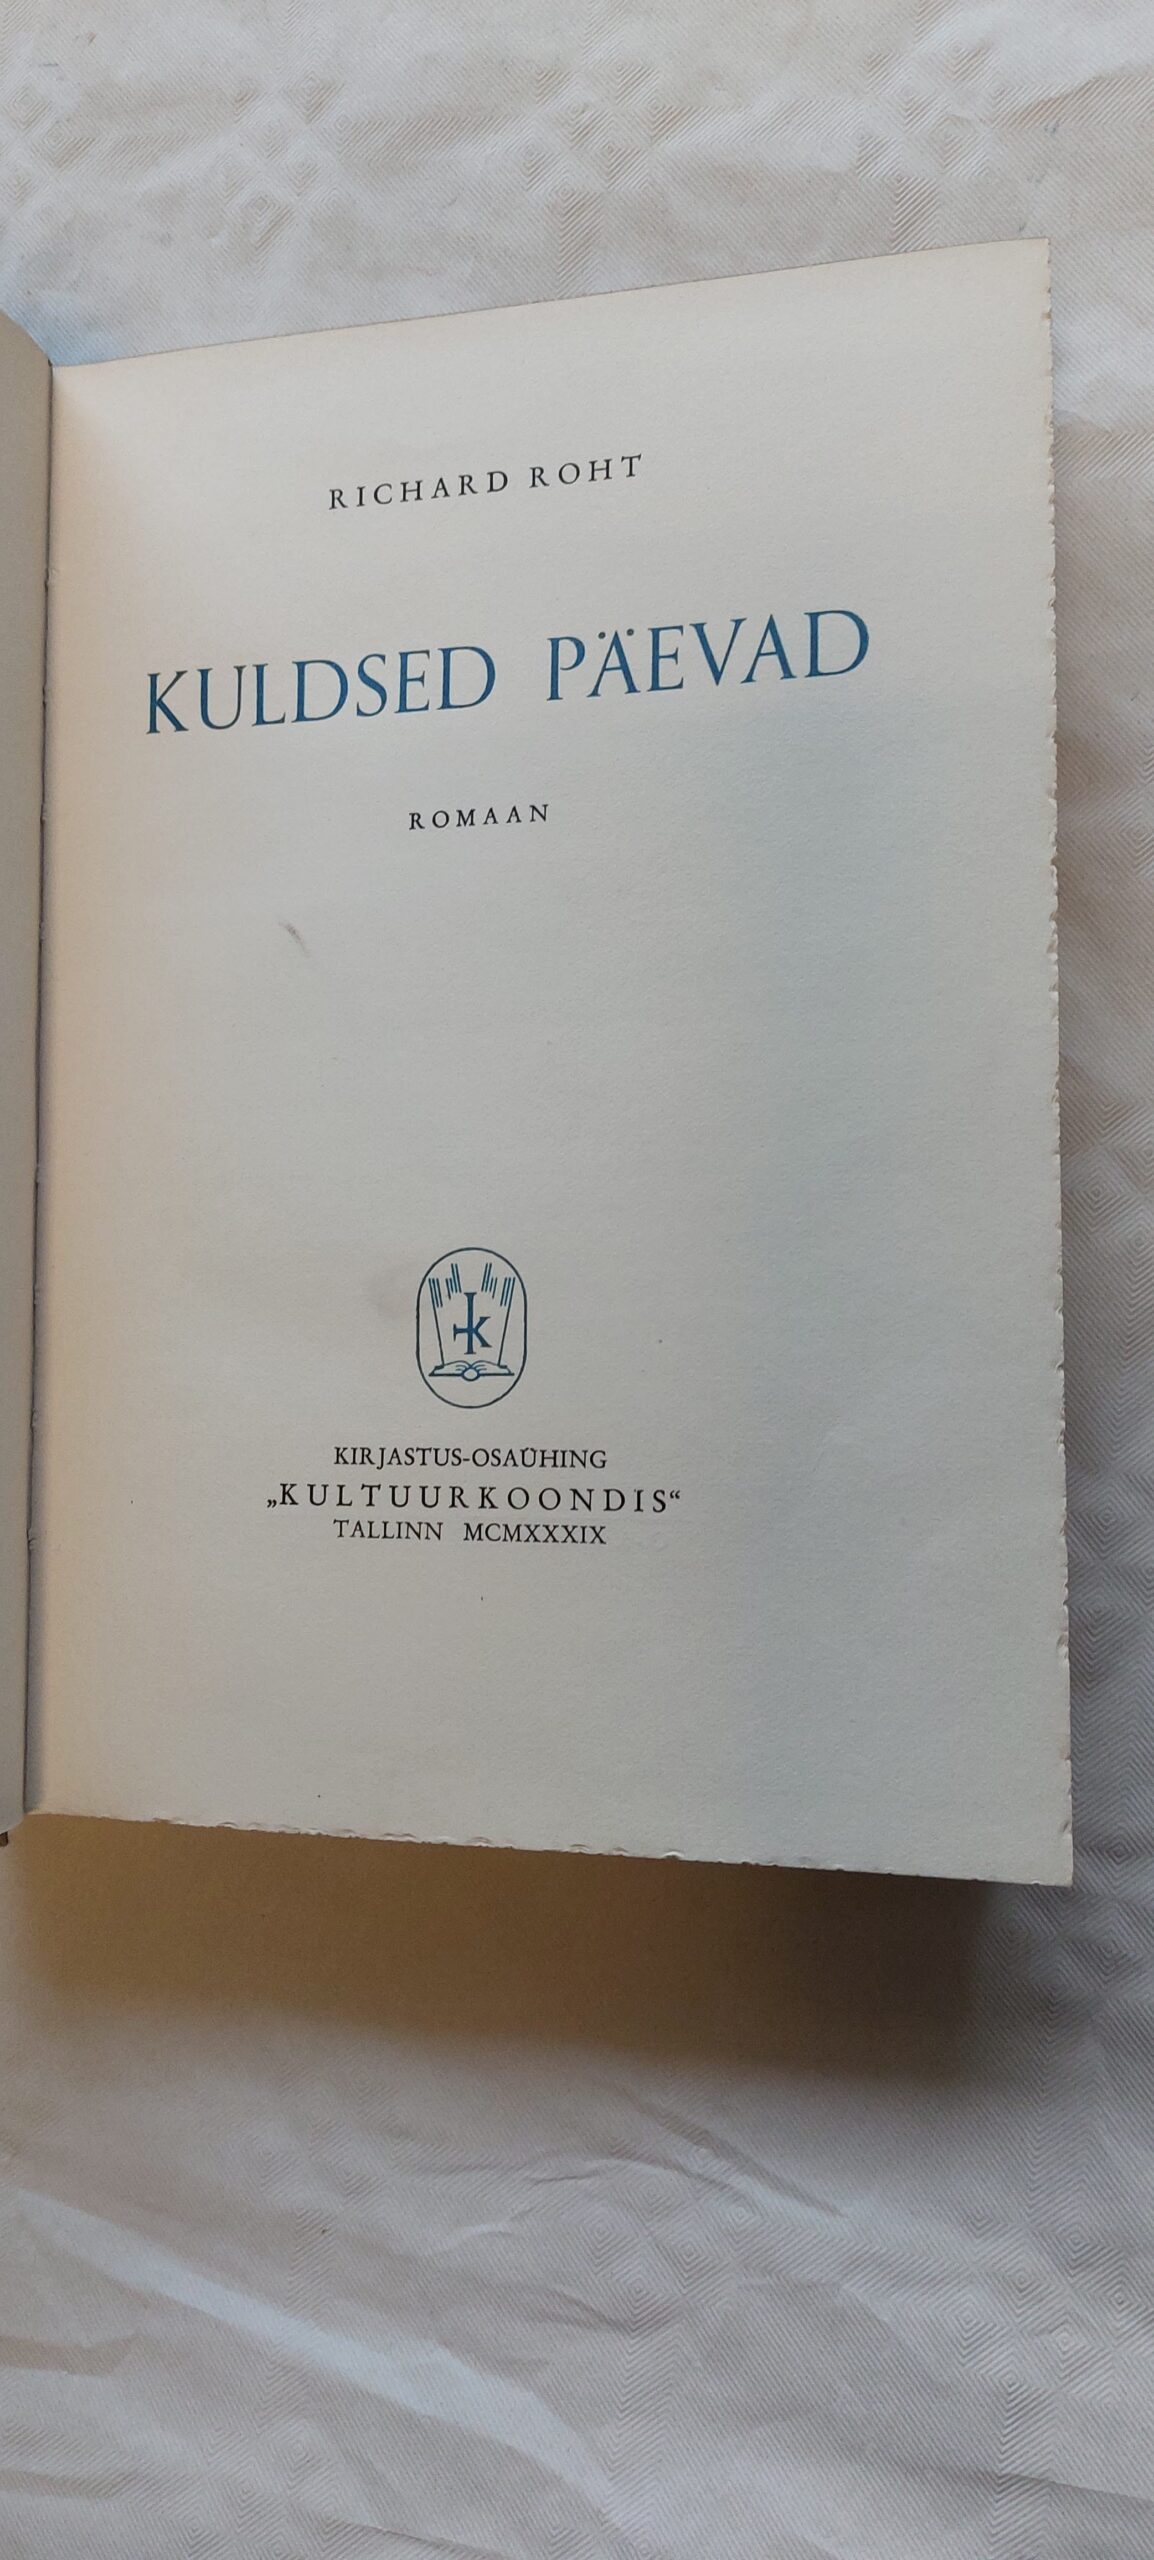 RICHARD ROHT
KULDSED PÄEVAD
ROMAAN
K
KIRJASTUS-OSAÜHING
„KULTUURKOONDIS“
TALLINN MCMXXXIX